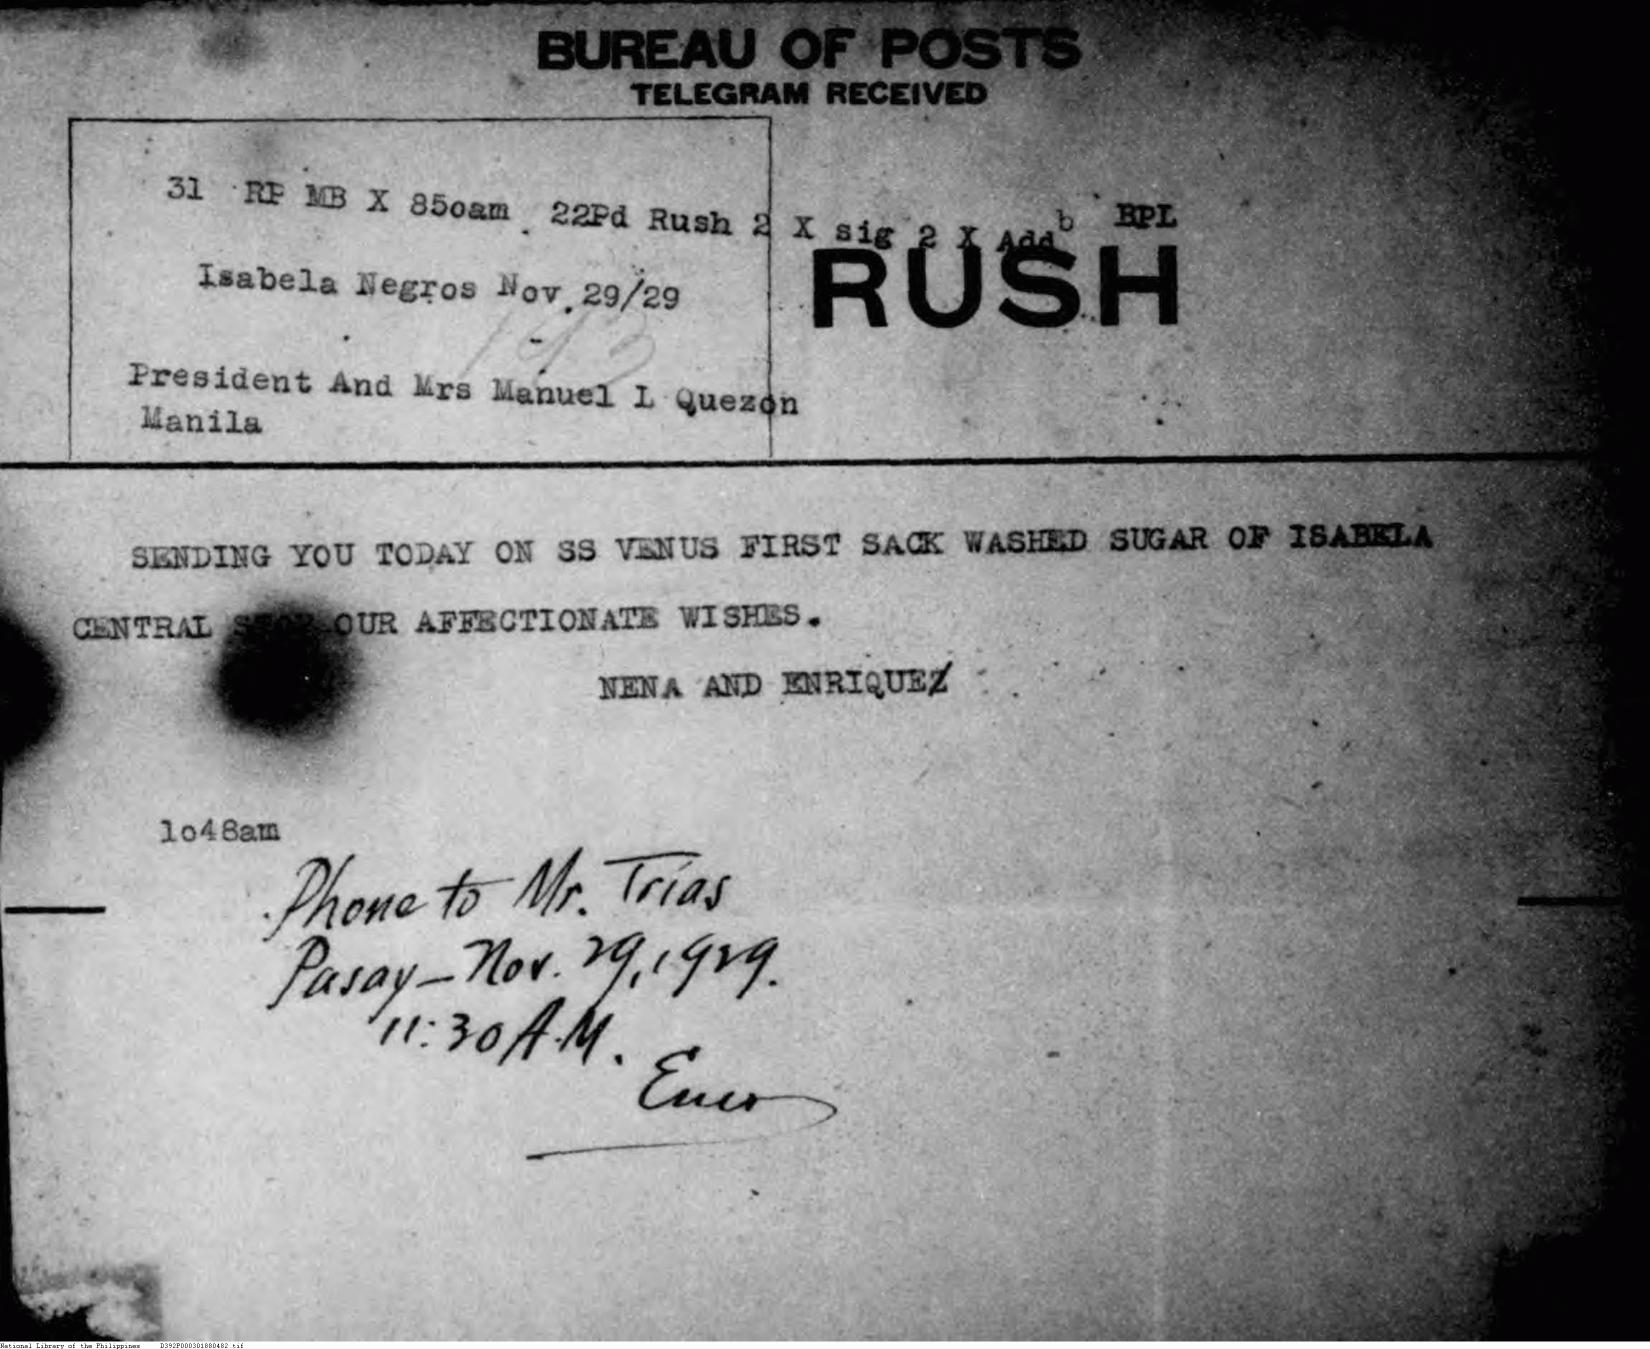 BUREAU OF POSTS
TELEGRAM RECEIVED
31 RP MB X 850am 22Pd Rush 2 X sig 2 X Add b BPL
RUSH
Isabela Negros Nov.29/29
President And Mrs Manuel L Quezon
Manila
SENDING YOU TODAY ON SS VENUS FIRST SACK WASHED SUGAR OF ISABELA
CENTRAL STOP OUR AFFECTIONATE WISHES.
NENA AND ENRIQUEZ
1o48am
Phone to Mr. Trias
Pasay - Nov. 29, 1929.
11:30 A.M.
National Library of the Philippines D392P000301880482.tif